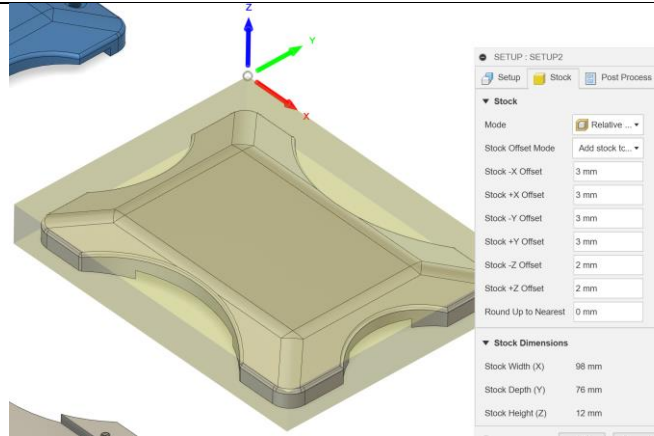 Z
Y
X
SETUP : SETUP2
Setup Stock Post Process
Stock
Mode Relative ...
Stock Offset Mode Add stock tc...
Stock -X Offset 3 mm
Stock +X Offset 3 mm
Stock -Y Offset 3 mm
Stock +Y Offset 3 mm
Stock -Z Offset 2 mm
Stock +Z Offset 2 mm
Round Up to Nearest 0 mm
Stock Dimensions
Stock Width (X) 98 mm
Stock Depth (Y) 76 mm
Stock Height (Z) 12 mm